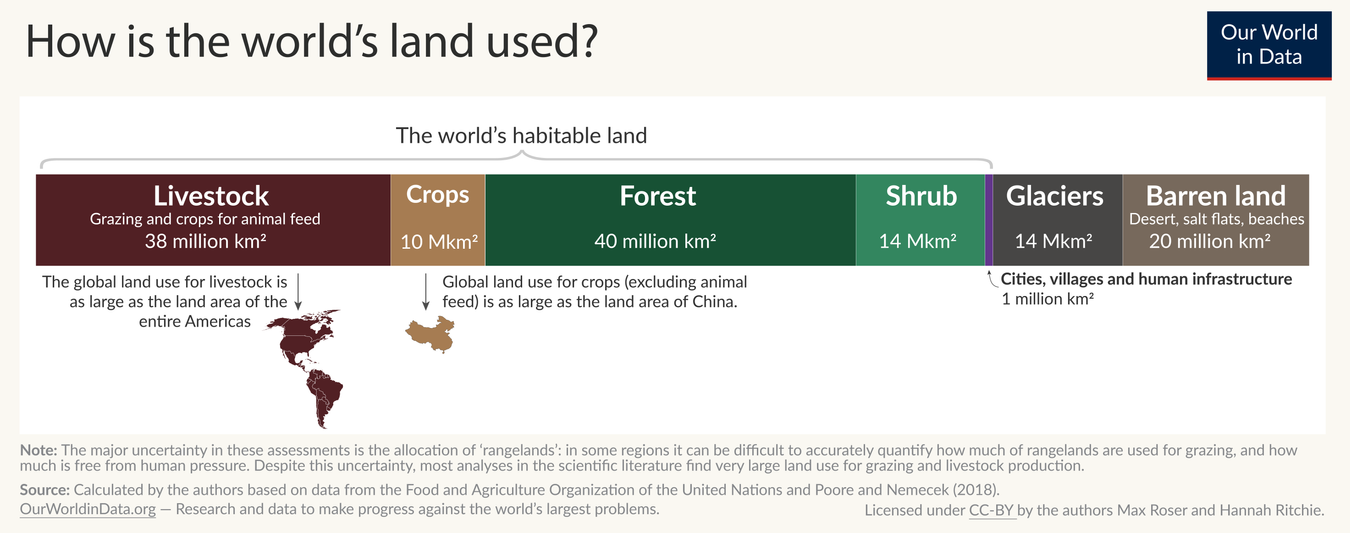 How is the world's land used?
Our World
in Data
The world's habitable land
Livestock
Grazing and crops for animal feed
38 million km²
Crops
10 Mkm²
Forest
40 million km²
Shrub
14 Mkm²
Glaciers
14 Mkm²
Barren land
Desert, salt flats, beaches
20 million km²
The global land use for livestock is
as large as the land area of the
entire Americas
Global land use for crops (excluding animal
feed) is as large as the land area of China.
Cities, villages and human infrastructure
1 million km²
Note: The major uncertainty in these assessments is the allocation of 'rangelands': in some regions it can be difficult to accurately quantify how much of rangelands are used for grazing, and how
much is free from human pressure. Despite this uncertainty, most analyses in the scientific literature find very large land use for grazing and livestock production.
Source: Calculated by the authors based on data from the Food and Agriculture Organization of the United Nations and Poore and Nemecek (2018).
OurWorldinData.org — Research and data to make progress against the world's largest problems.
Licensed under CC-BY by the authors Max Roser and Hannah Ritchie.